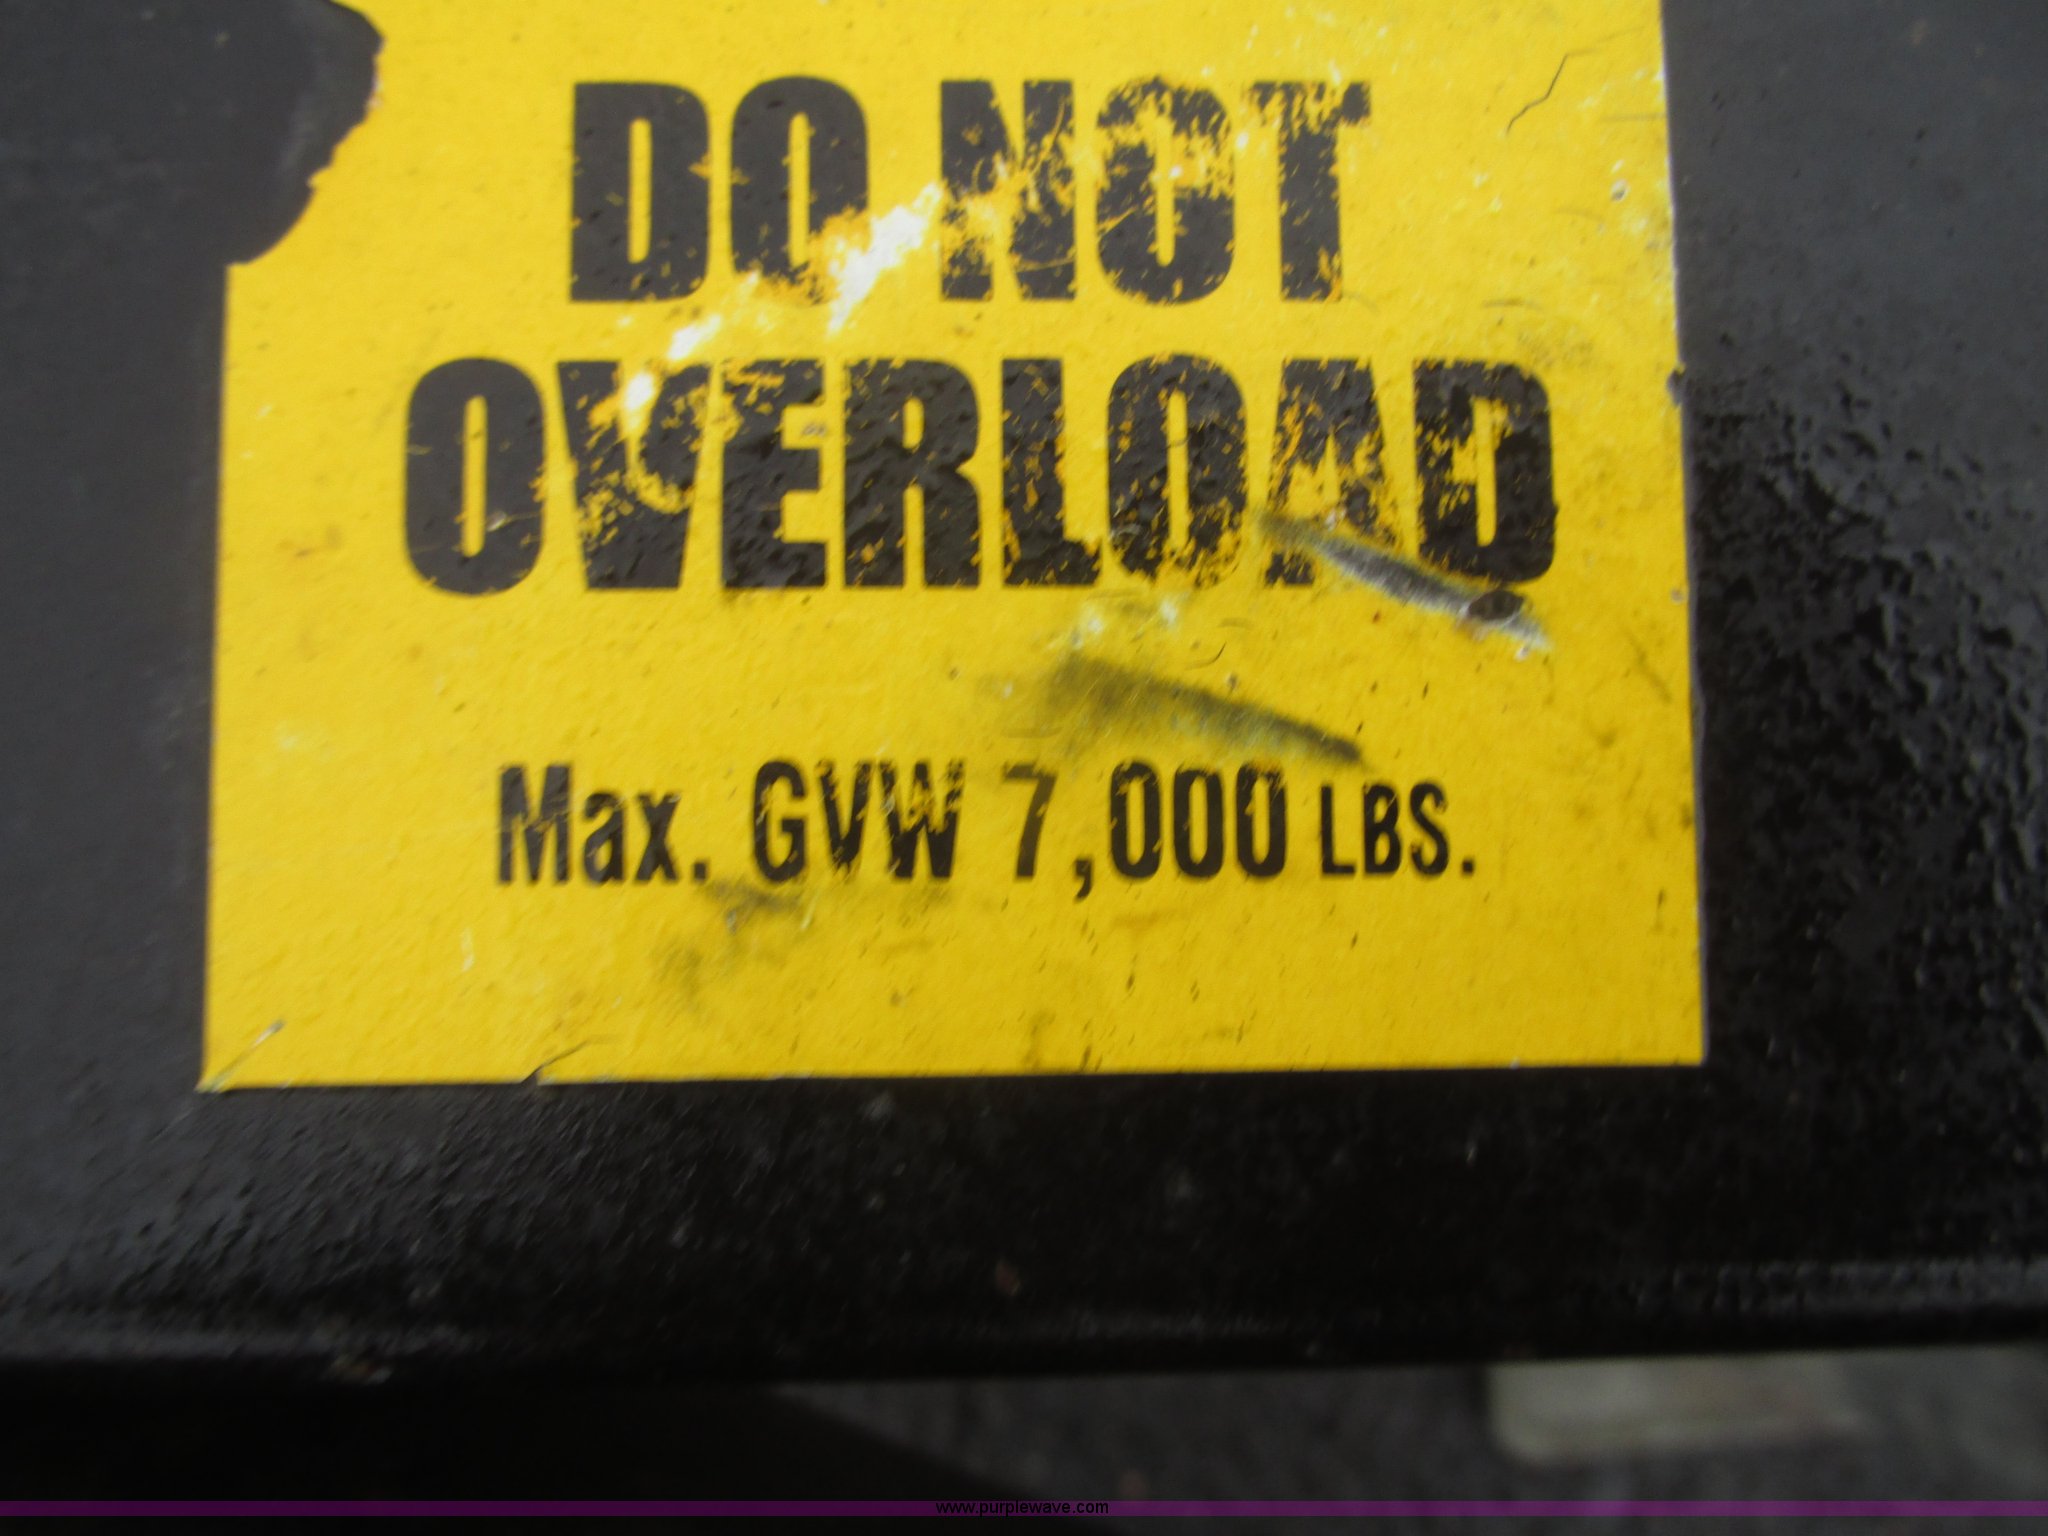 DO NOT
OVERLOAD
Max. GVW 7,000 LBS.
www.purplewave.com